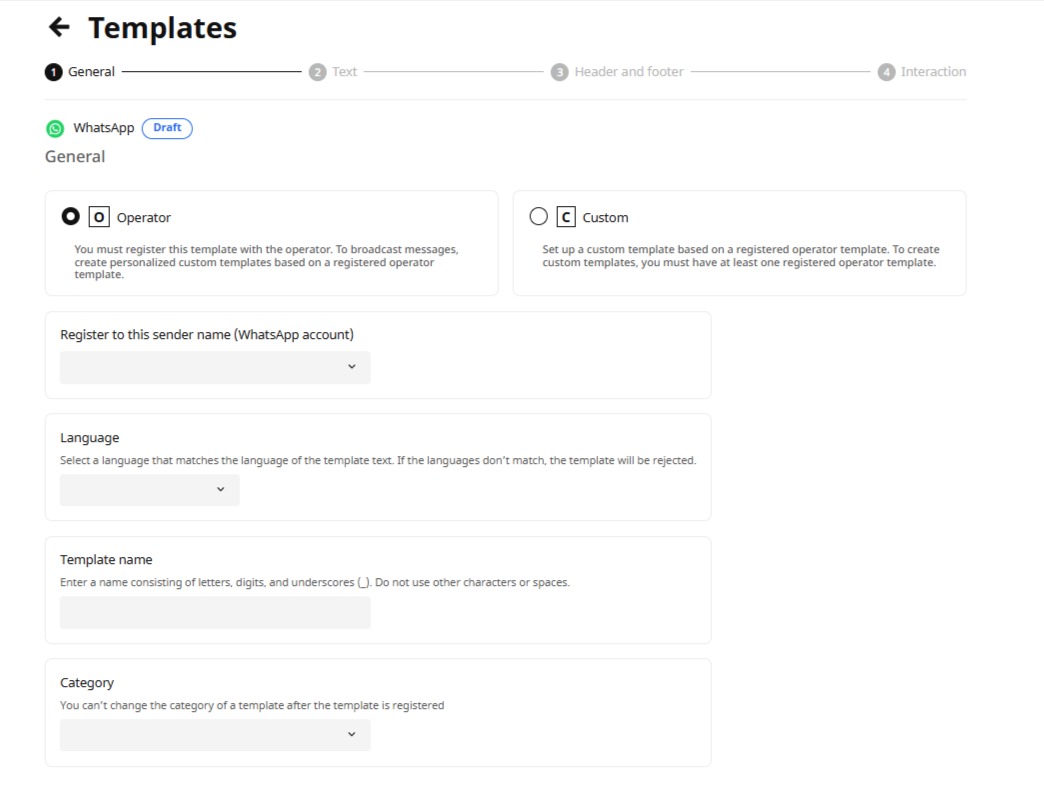 Templates
1 General 2 Text 3 Header and footer 4 Interaction
WhatsApp Draft
General
O Operator
You must register this template with the operator. To broadcast messages,
create personalized custom templates based on a registered operator
template.
C Custom
Set up a custom template based on a registered operator template. To create
custom templates, you must have at least one registered operator template.
Register to this sender name (WhatsApp account)
Language
Select a language that matches the language of the template text. If the languages don't match, the template will be rejected.
Template name
Enter a name consisting of letters, digits, and underscores (_). Do not use other characters or spaces.
Category
You can't change the category of a template after the template is registered